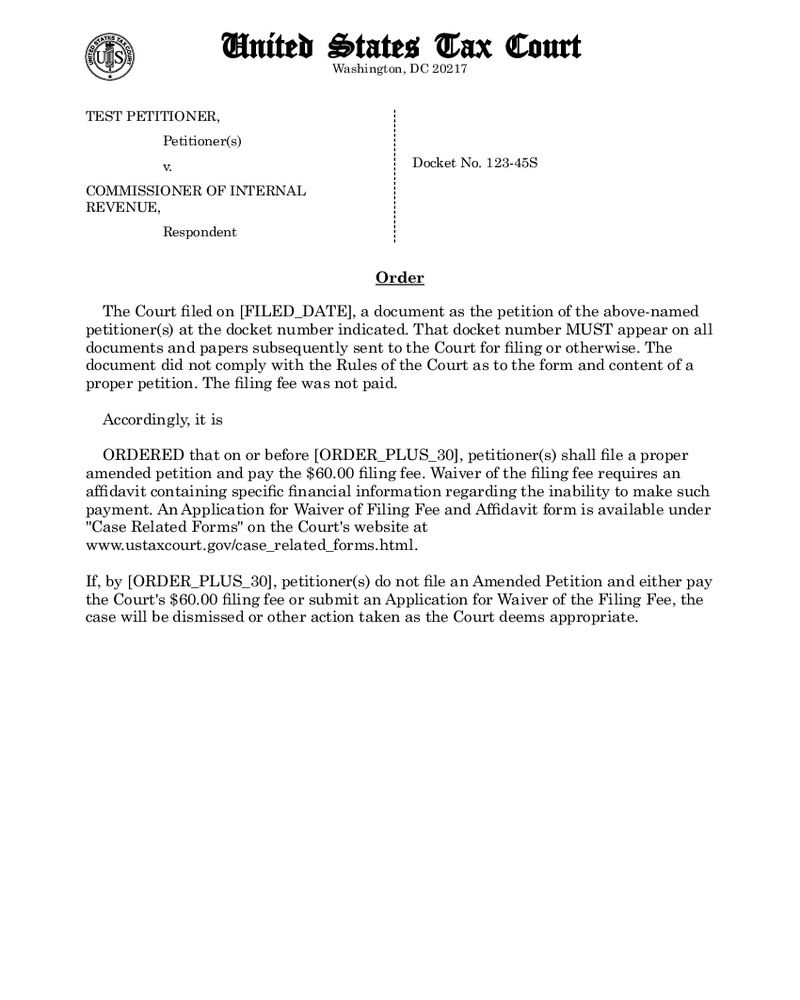 UNITED STATES TAX COURT
US
United States Tax Court
Washington, DC 20217
TEST PETITIONER,
Petitioner(s)
v.
COMMISSIONER OF INTERNAL
REVENUE,
Respondent
Docket No. 123-45S
Order
The Court filed on [FILED_DATE], a document as the petition of the above-named
petitioner(s) at the docket number indicated. That docket number MUST appear on all
documents and papers subsequently sent to the Court for filing or otherwise. The
document did not comply with the Rules of the Court as to the form and content of a
proper petition. The filing fee was not paid.
Accordingly, it is
ORDERED that on or before [ORDER_PLUS_30], petitioner(s) shall file a proper
amended petition and pay the $60.00 filing fee. Waiver of the filing fee requires an
affidavit containing specific financial information regarding the inability to make such
payment. An Application for Waiver of Filing Fee and Affidavit form is available under
"Case Related Forms" on the Court's website at
www.ustaxcourt.gov/case_related_forms.html.
If, by [ORDER_PLUS_30], petitioner(s) do not file an Amended Petition and either pay
the Court's $60.00 filing fee or submit an Application for Waiver of the Filing Fee, the
case will be dismissed or other action taken as the Court deems appropriate.